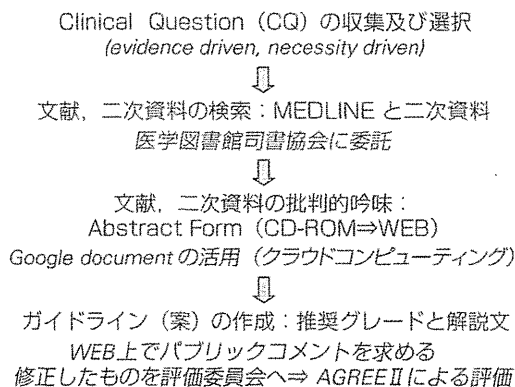 Clinical Question（CQ）の収集及び選択
(evidence driven, necessity driven)
⇩
文献，二次資料の検索：MEDLINE と二次資料
医学図書館司書協会に委託
⇩
文献，二次資料の批判的吟味：
Abstract Form（CD-ROM⇒WEB）
Google document の活用（クラウドコンピューティング）
⇩
ガイドライン（案）の作成：推奨グレードと解説文
WEB上でパブリックコメントを求める
修正したものを評価委員会へ⇒ AGREEⅡによる評価